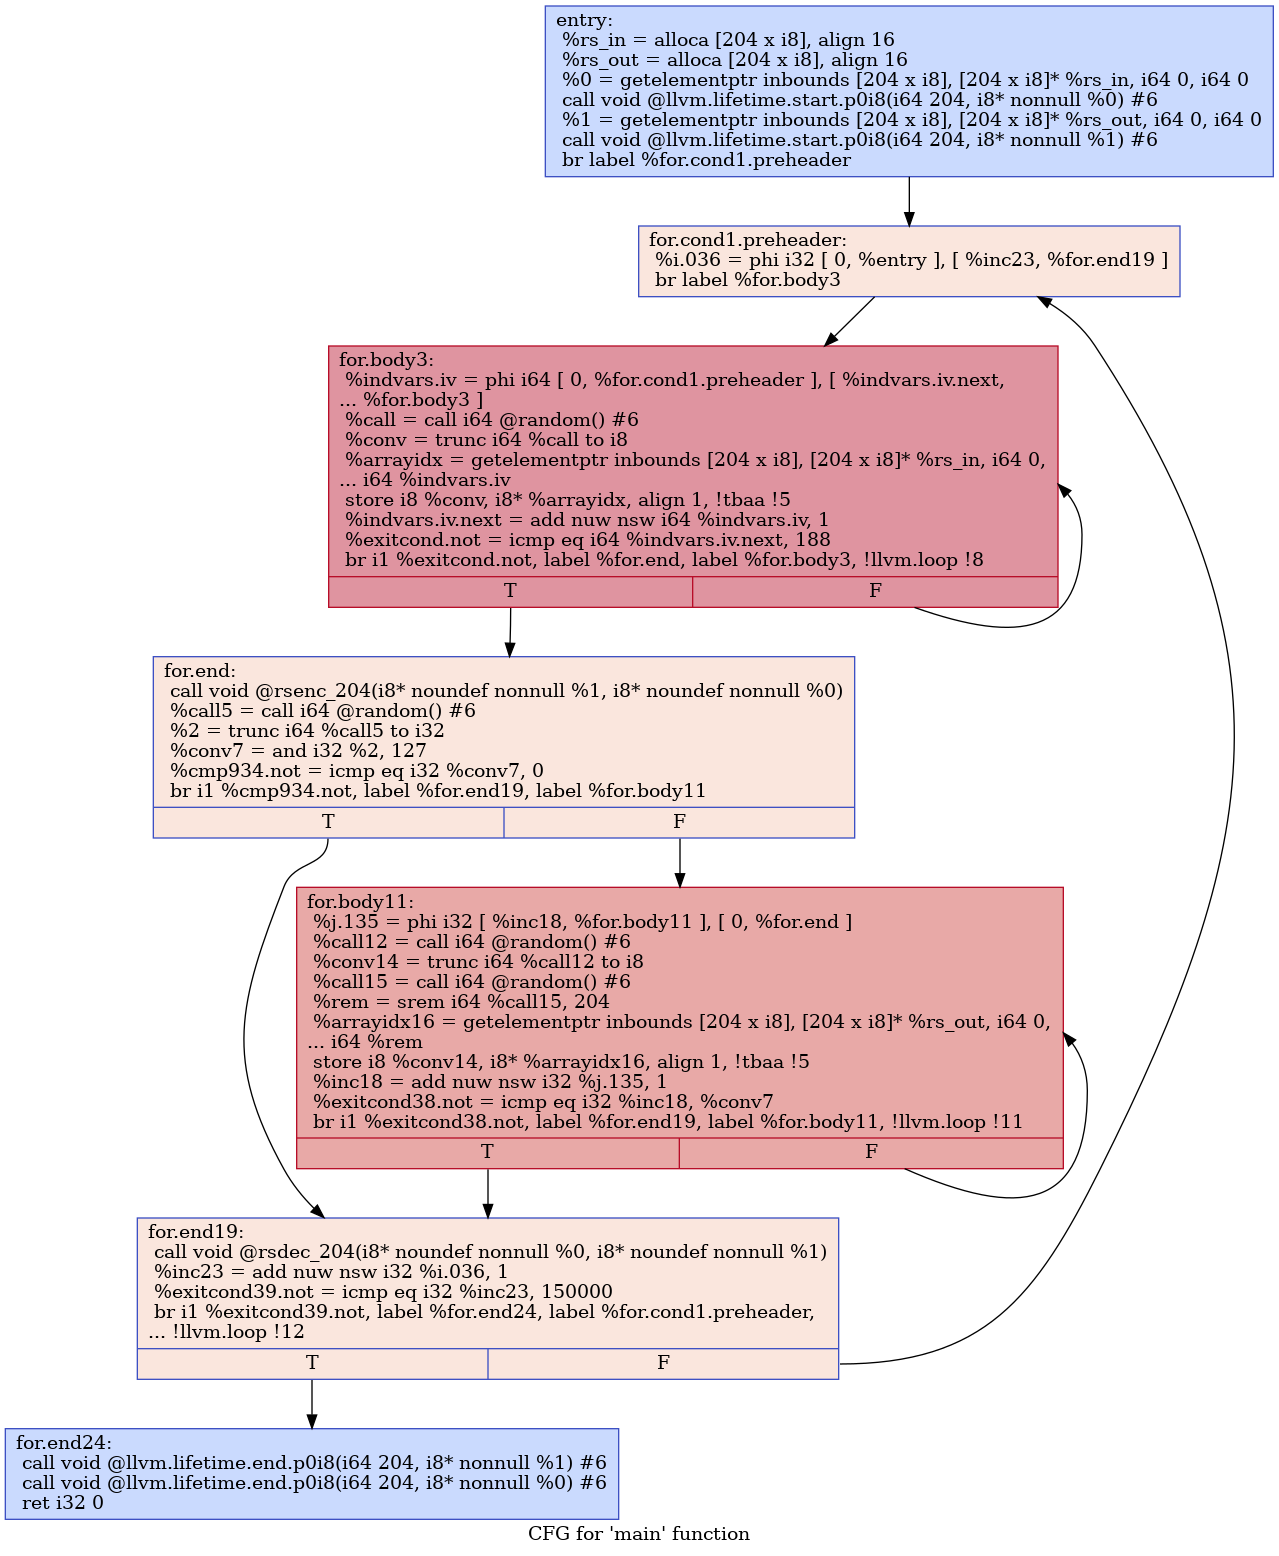 entry:
%rs_in = alloca [204 x i8], align 16
%rs_out = alloca [204 x i8], align 16
%0 = getelementptr inbounds [204 x i8], [204 x i8]* %rs_in, i64 0, i64 0
call void @llvm.lifetime.start.p0i8(i64 204, i8* nonnull %0) #6
%1 = getelementptr inbounds [204 x i8], [204 x i8]* %rs_out, i64 0, i64 0
call void @llvm.lifetime.start.p0i8(i64 204, i8* nonnull %1) #6
br label %for.cond1.preheader
for.cond1.preheader:
%i.036 = phi i32 [ 0, %entry ], [ %inc23, %for.end19 ]
br label %for.body3
for.body3:
%indvars.iv = phi i64 [ 0, %for.cond1.preheader ], [ %indvars.iv.next,
... %for.body3 ]
%call = call i64 @random() #6
%conv = trunc i64 %call to i8
%arrayidx = getelementptr inbounds [204 x i8], [204 x i8]* %rs_in, i64 0,
... i64 %indvars.iv
store i8 %conv, i8* %arrayidx, align 1, !tbaa !5
%indvars.iv.next = add nuw nsw i64 %indvars.iv, 1
%exitcond.not = icmp eq i64 %indvars.iv.next, 188
br i1 %exitcond.not, label %for.end, label %for.body3, !llvm.loop !8
T F
for.end:
call void @rsenc_204(i8* noundef nonnull %1, i8* noundef nonnull %0)
%call5 = call i64 @random() #6
%2 = trunc i64 %call5 to i32
%conv7 = and i32 %2, 127
%cmp934.not = icmp eq i32 %conv7, 0
br i1 %cmp934.not, label %for.end19, label %for.body11
T F
for.body11:
%j.135 = phi i32 [ %inc18, %for.body11 ], [ 0, %for.end ]
%call12 = call i64 @random() #6
%conv14 = trunc i64 %call12 to i8
%call15 = call i64 @random() #6
%rem = srem i64 %call15, 204
%arrayidx16 = getelementptr inbounds [204 x i8], [204 x i8]* %rs_out, i64 0,
... i64 %rem
store i8 %conv14, i8* %arrayidx16, align 1, !tbaa !5
%inc18 = add nuw nsw i32 %j.135, 1
%exitcond38.not = icmp eq i32 %inc18, %conv7
br i1 %exitcond38.not, label %for.end19, label %for.body11, !llvm.loop !11
T F
for.end19:
call void @rsdec_204(i8* noundef nonnull %0, i8* noundef nonnull %1)
%inc23 = add nuw nsw i32 %i.036, 1
%exitcond39.not = icmp eq i32 %inc23, 150000
br i1 %exitcond39.not, label %for.end24, label %for.cond1.preheader,
... !llvm.loop !12
T F
for.end24:
call void @llvm.lifetime.end.p0i8(i64 204, i8* nonnull %1) #6
call void @llvm.lifetime.end.p0i8(i64 204, i8* nonnull %0) #6
ret i32 0
CFG for 'main' function